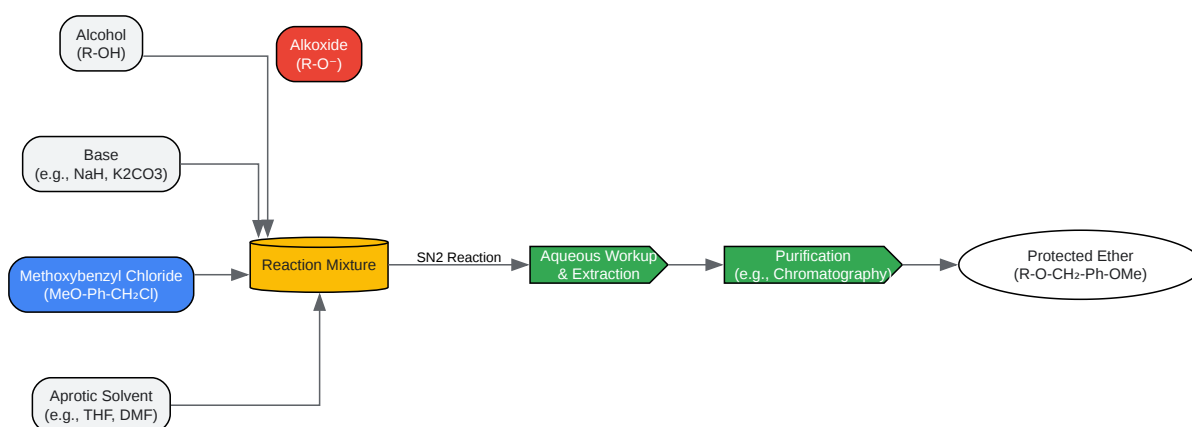 Alcohol
(R-OH)
Alkoxide
(R-O⁻)
Base
(e.g., NaH, K2CO3)
Methoxybenzyl Chloride
(MeO-Ph-CH₂Cl)
Reaction Mixture
SN2 Reaction
Aqueous Workup
& Extraction
Purification
(e.g., Chromatography)
Protected Ether
(R-O-CH₂-Ph-OMe)
Aprotic Solvent
(e.g., THF, DMF)